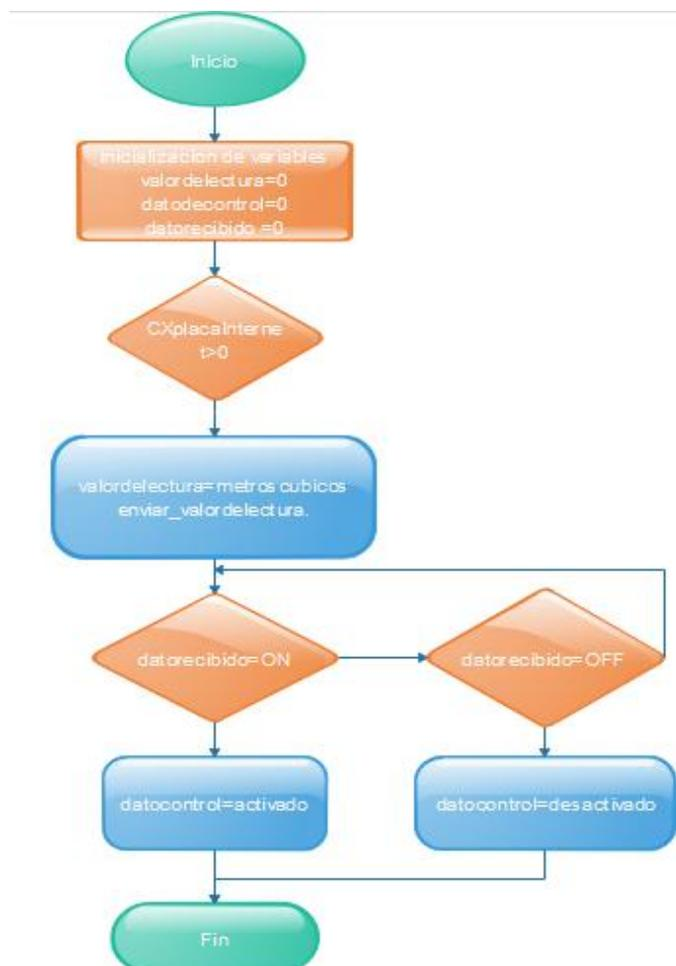 Inicio
Inicializacion de variables
valordelectura=0
datodecontrol=0
datorecibido =0
CXplacaInterne
t>0
valordelectura=metros cubicos
enviar_valordelectura.
datorecibido=ON
datorecibido=OFF
datocontrol=activado
datocontrol=desactivado
Fin